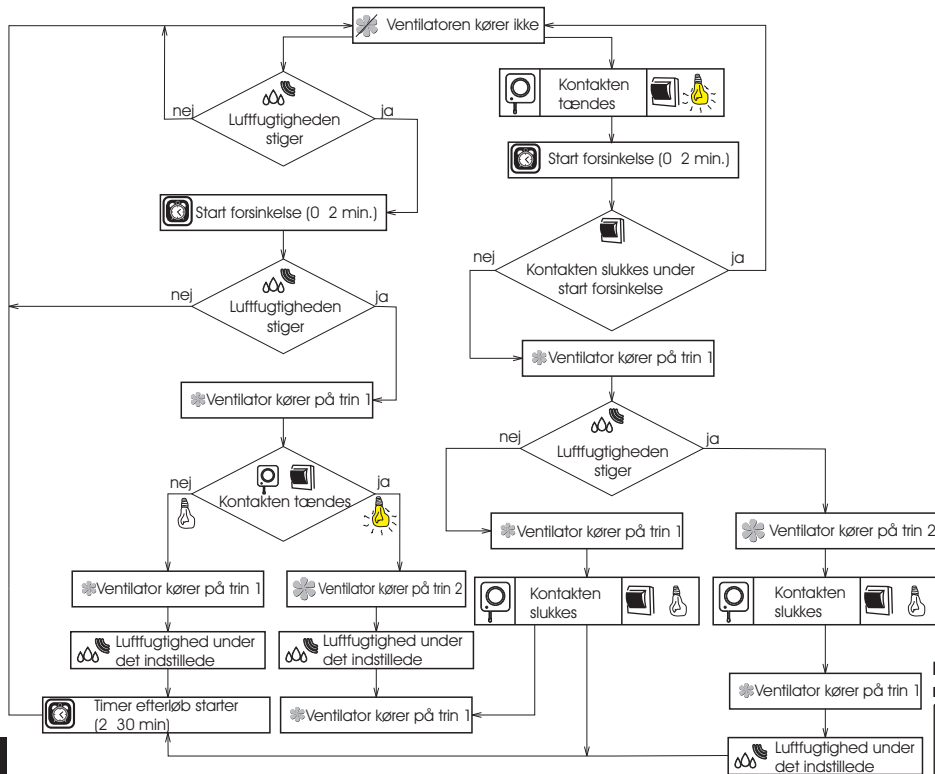 Ventilatoren kører ikke
nej
Luftfugtigheden
stiger
ja
Start forsinkelse (0 2 min.)
nej
Luftfugtigheden
stiger
ja
Ventilator kører på trin 1
nej
Kontakten tændes
ja
Ventilator kører på trin 1
Luftfugtighed under
det indstillede
Timer efterløb starter
(2 30 min)
Ventilator kører på trin 2
Luftfugtighed under
det indstillede
Ventilator kører på trin 1
Kontakten
tændes
Start forsinkelse (0 2 min.)
nej
Kontakten slukkes under
start forsinkelse
ja
Ventilator kører på trin 1
nej
Luftfugtigheden
stiger
ja
Ventilator kører på trin 1
Kontakten
slukkes
Ventilator kører på trin 2
Kontakten
slukkes
Ventilator kører på trin 1
Luftfugtighed under
det indstillede